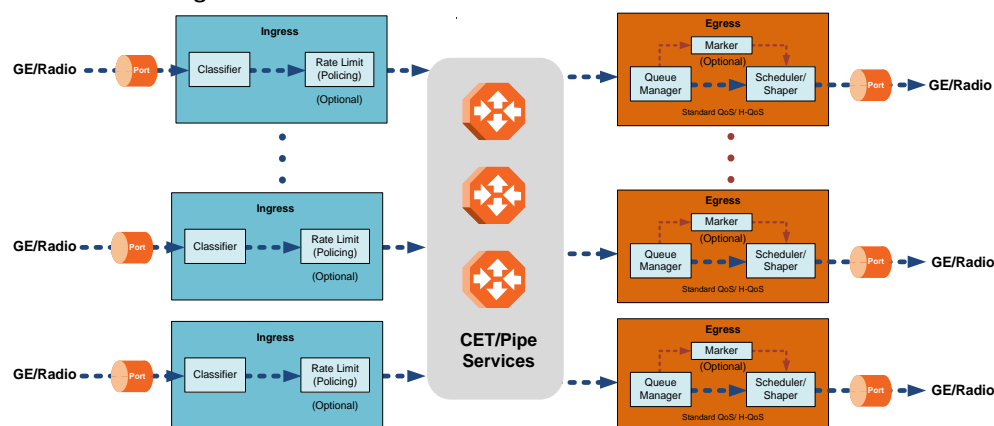 Ingress
GE/Radio
Port
Classifier
Rate Limit
(Policing)
(Optional)
Ingress
GE/Radio
Port
Classifier
Rate Limit
(Policing)
(Optional)
Ingress
GE/Radio
Port
Classifier
Rate Limit
(Policing)
(Optional)
CET/Pipe
Services
Egress
Marker
(Optional)
Queue
Manager
Scheduler/
Shaper
Standard QoS/ H-QoS
Port
GE/Radio
Egress
Marker
(Optional)
Queue
Manager
Scheduler/
Shaper
Standard QoS/ H-QoS
Port
GE/Radio
Egress
Marker
(Optional)
Queue
Manager
Scheduler/
Shaper
Standard QoS/ H-QoS
Port
GE/Radio